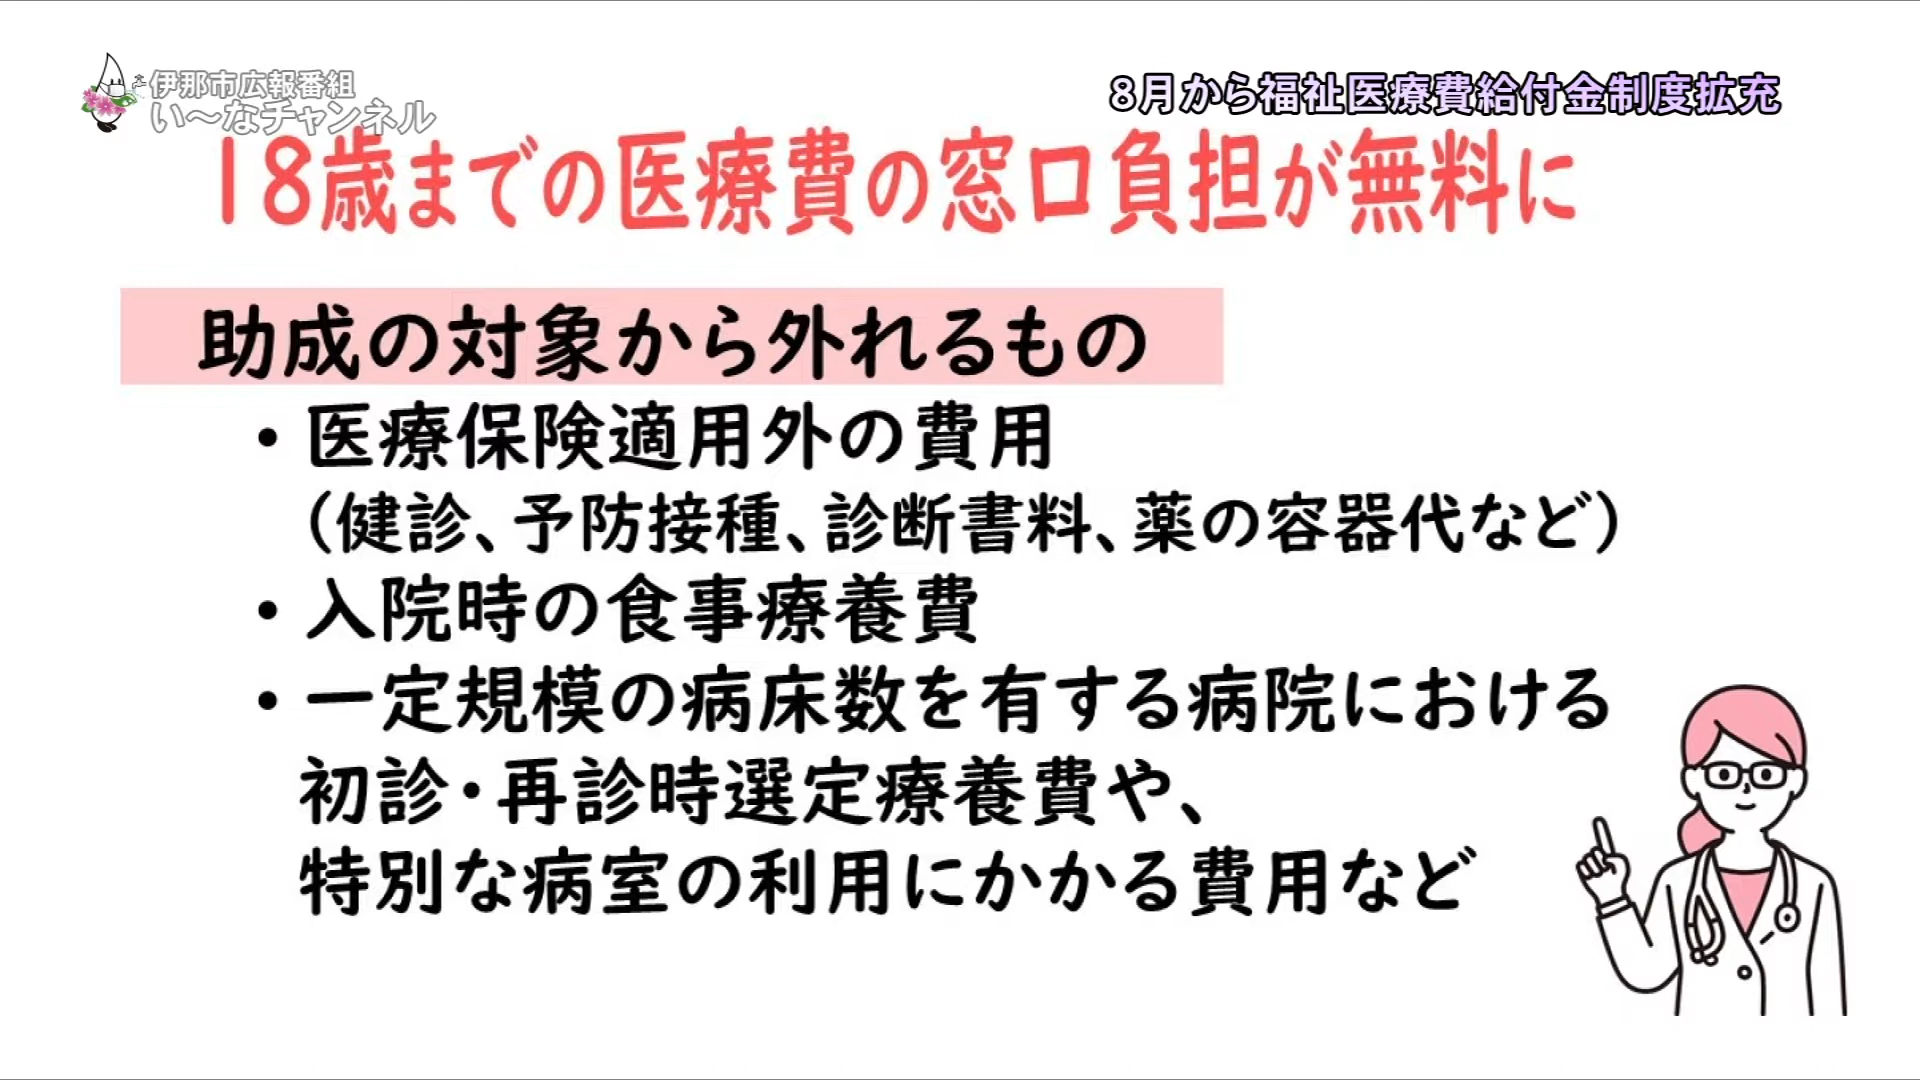 伊那市広報番組
い～なチャンネル
8月から福祉医療費給付金制度拡充
18歳までの医療費の窓口負担が無料に
助成の対象から外れるもの
・医療保険適用外の費用
（健診、予防接種、診断書料、薬の容器代など）
・入院時の食事療養費
・一定規模の病床数を有する病院における
初診・再診時選定療養費や、
特別な病室の利用にかかる費用など